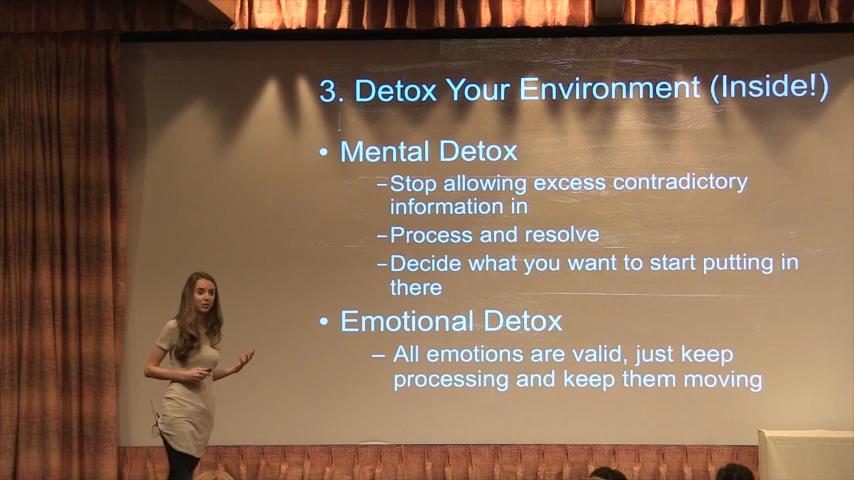 3. Detox Your Environment (Inside!)
• Mental Detox
–Stop allowing excess contradictory
information in
–Process and resolve
–Decide what you want to start putting in
there
• Emotional Detox
– All emotions are valid, just keep
processing and keep them moving